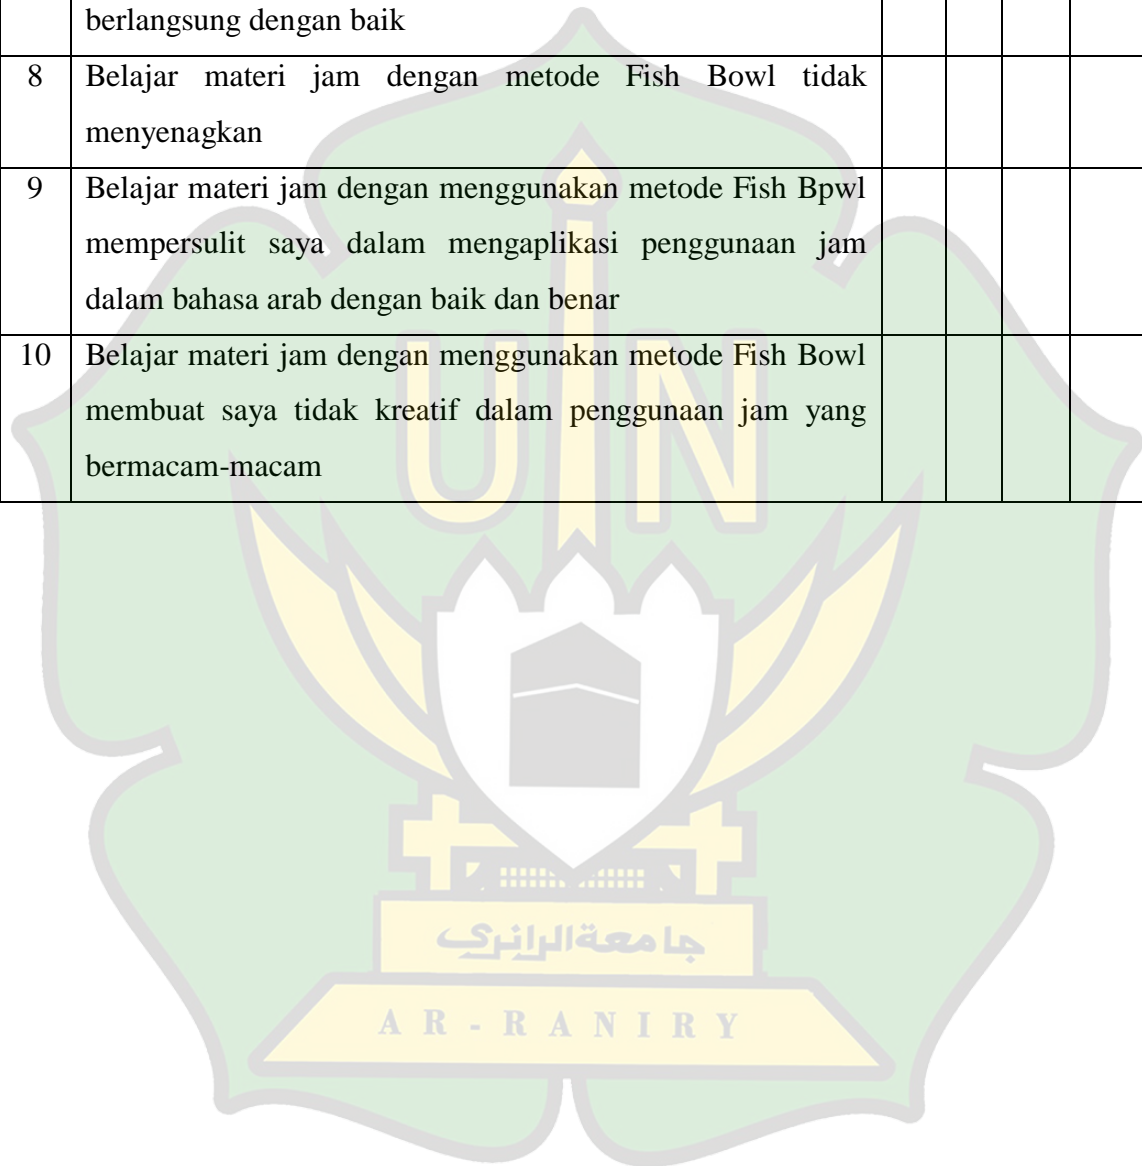 berlangsung dengan baik
8 Belajar materi jam dengan metode Fish Bowl tidak
menyenagkan
9 Belajar materi jam dengan menggunakan metode Fish Bpwl
mempersulit saya dalam mengaplikasi penggunaan jam
dalam bahasa arab dengan baik dan benar
10 Belajar materi jam dengan menggunakan metode Fish Bowl
membuat saya tidak kreatif dalam penggunaan jam yang
bermacam-macam
UIN
جامعةالرانري
AR-RANIRY